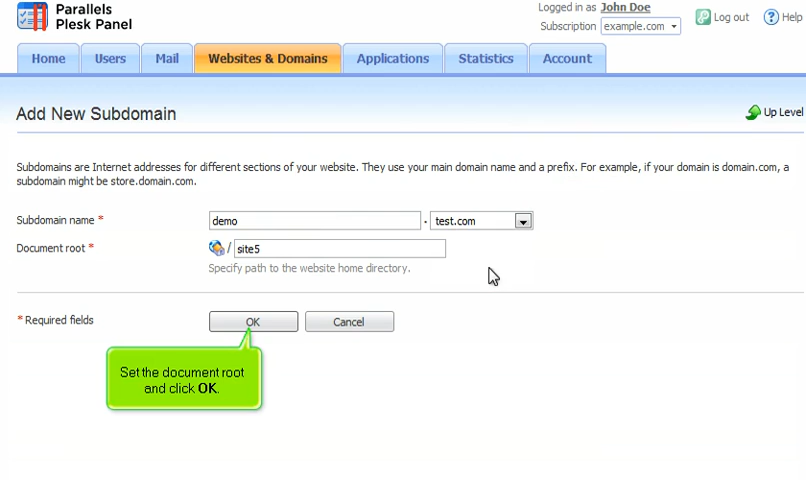 Parallels
Plesk Panel
Logged in as John Doe
Subscription example.com
Log out
Help
Home
Users
Mail
Websites & Domains
Applications
Statistics
Account
Add New Subdomain
Up Level
Subdomains are Internet addresses for different sections of your website. They use your main domain name and a prefix. For example, if your domain is domain.com, a
subdomain might be store.domain.com.
Subdomain name * demo . test.com
Document root * / site5
Specify path to the website home directory.
* Required fields
OK
Cancel
Set the document root
and click OK.